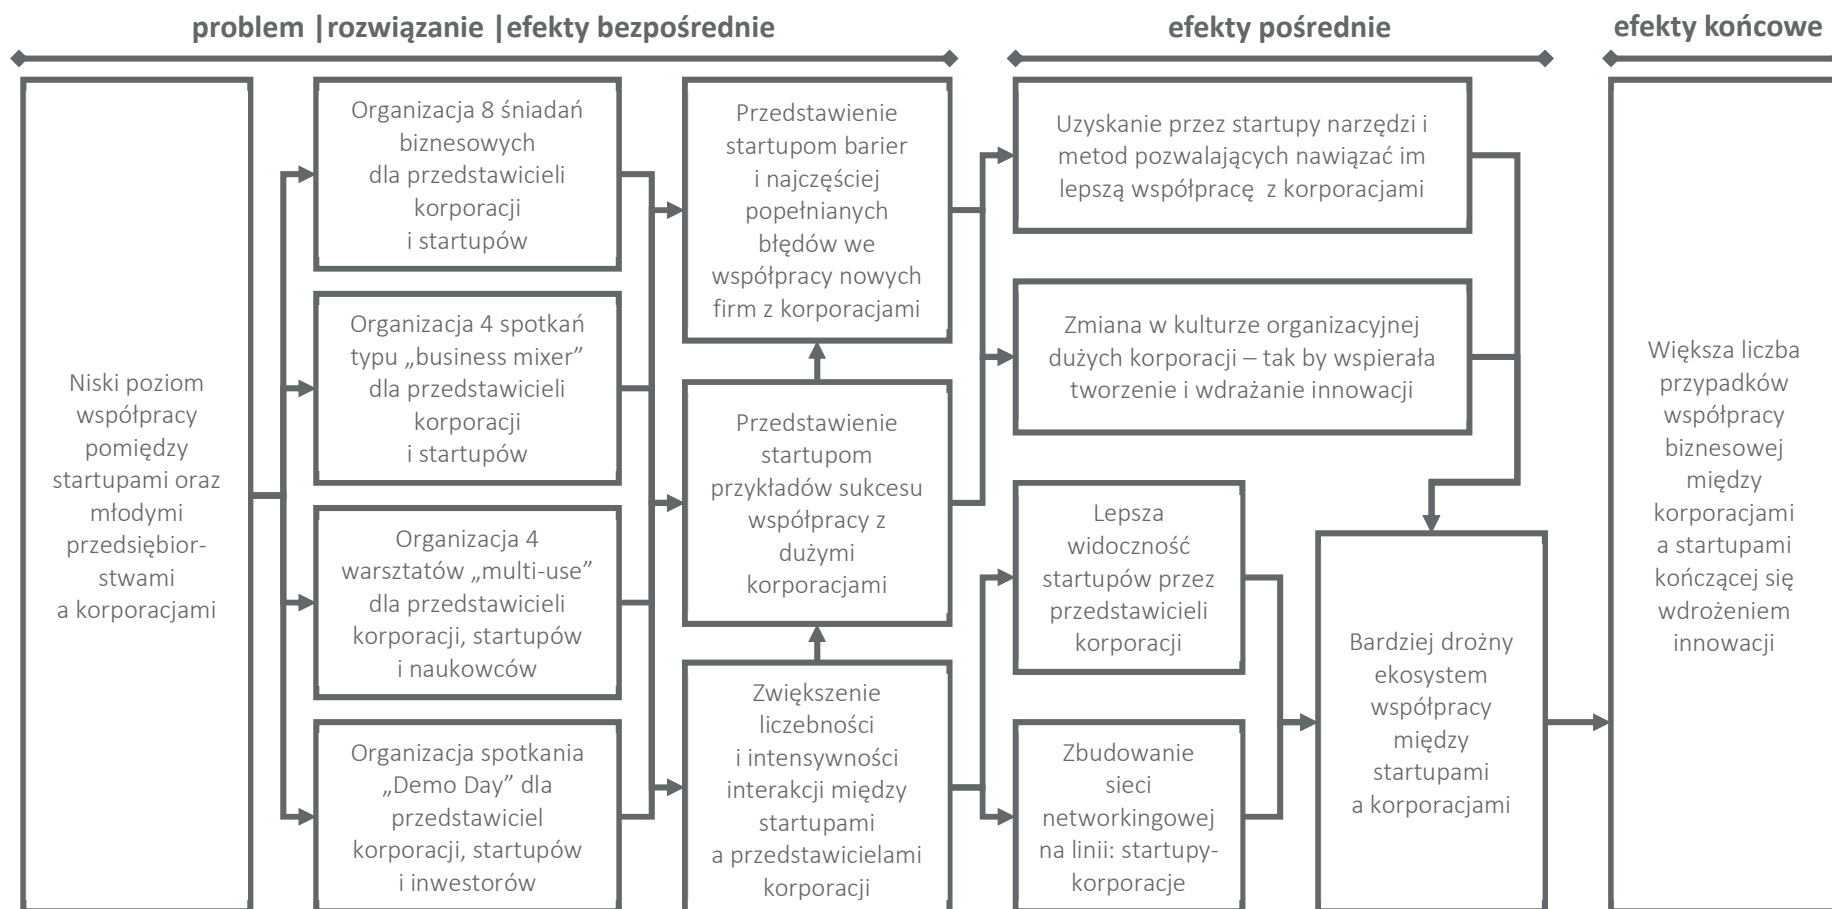 problem |rozwiązanie |efekty bezpośrednie
efekty pośrednie
efekty końcowe
Niski poziom
współpracy
pomiędzy
startupami oraz
młodymi
przedsiębior-
stwami
a korporacjami
Organizacja 8 śniadań
biznesowych
dla przedstawicieli
korporacji
i startupów
Organizacja 4 spotkań
typu „business mixer”
dla przedstawicieli
korporacji
i startupów
Organizacja 4
warsztatów „multi-use”
dla przedstawicieli
korporacji, startupów
i naukowców
Organizacja spotkania
„Demo Day” dla
przedstawiciel
korporacji, startupów
i inwestorów
Przedstawienie
startupom barier
i najczęściej
popełnianych
błędów we
współpracy nowych
firm z korporacjami
Przedstawienie
startupom
przykładów sukcesu
współpracy z
dużymi
korporacjami
Zwiększenie
liczebności
i intensywności
interakcji między
startupami
a przedstawicielami
korporacji
Uzyskanie przez startupy narzędzi i
metod pozwalających nawiązać im
lepszą współpracę z korporacjami
Zmiana w kulturze organizacyjnej
dużych korporacji – tak by wspierała
tworzenie i wdrażanie innowacji
Lepsza
widoczność
startupów przez
przedstawicieli
korporacji
Zbudowanie
sieci
networkingowej
na linii: startupy-
korporacje
Bardziej drożny
ekosystem
współpracy
między
startupami
a korporacjami
Większa liczba
przypadków
współpracy
biznesowej
między
korporacjami
a startupami
kończącej się
wdrożeniem
innowacji